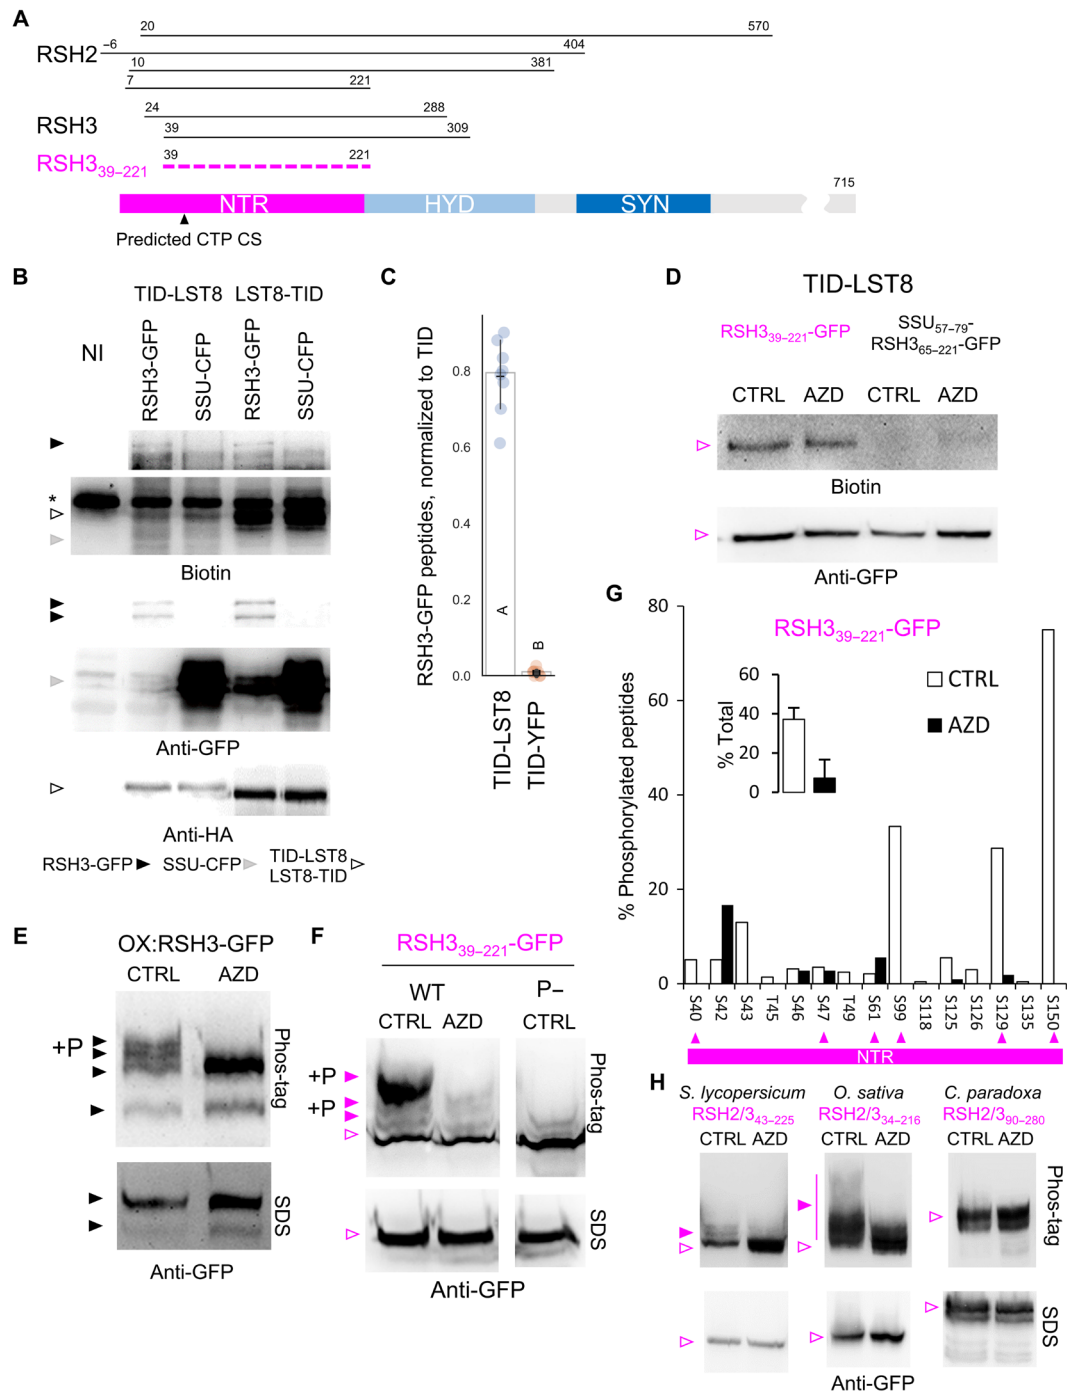 A
20 570
−6 404
RSH2
10 381
7 221
24 288
RSH3
39 309
RSH339–221
39 221
715
NTR HYD SYN
Predicted CTP CS
B
TID-LST8 LST8-TID
NI
RSH3-GFP
SSU-CFP
RSH3-GFP
SSU-CFP
*
Biotin
Anti-GFP
Anti-HA
RSH3-GFP SSU-CFP TID-LST8
LST8-TID
C
RSH3-GFP peptides, normalized to TID
0.8
0.6
0.4
0.2
0.0
A
B
TID-LST8
TID-YFP
D
TID-LST8
RSH339–221-GFP
SSU57–79-
RSH365–221-GFP
CTRL AZD CTRL AZD
Biotin
Anti-GFP
E
OX:RSH3-GFP
CTRL AZD
+P
Phos-tag
SDS
Anti-GFP
F
RSH339–221-GFP
WT P−
CTRL AZD CTRL
+P
+P
Phos-tag
SDS
Anti-GFP
G
RSH339–221-GFP
% Phosphorylated peptides
80
60
40
20
0
% Total
60
40
20
0
CTRL
AZD
S40
S42
S43
T45
S46
S47
T49
S61
S99
S118
S125
S126
S129
S135
S150
NTR
H
S. lycopersicum O. sativa C. paradoxa
RSH2/343–225 RSH2/334–216 RSH2/390–280
CTRL AZD CTRL AZD CTRL AZD
Phos-tag
SDS
Anti-GFP